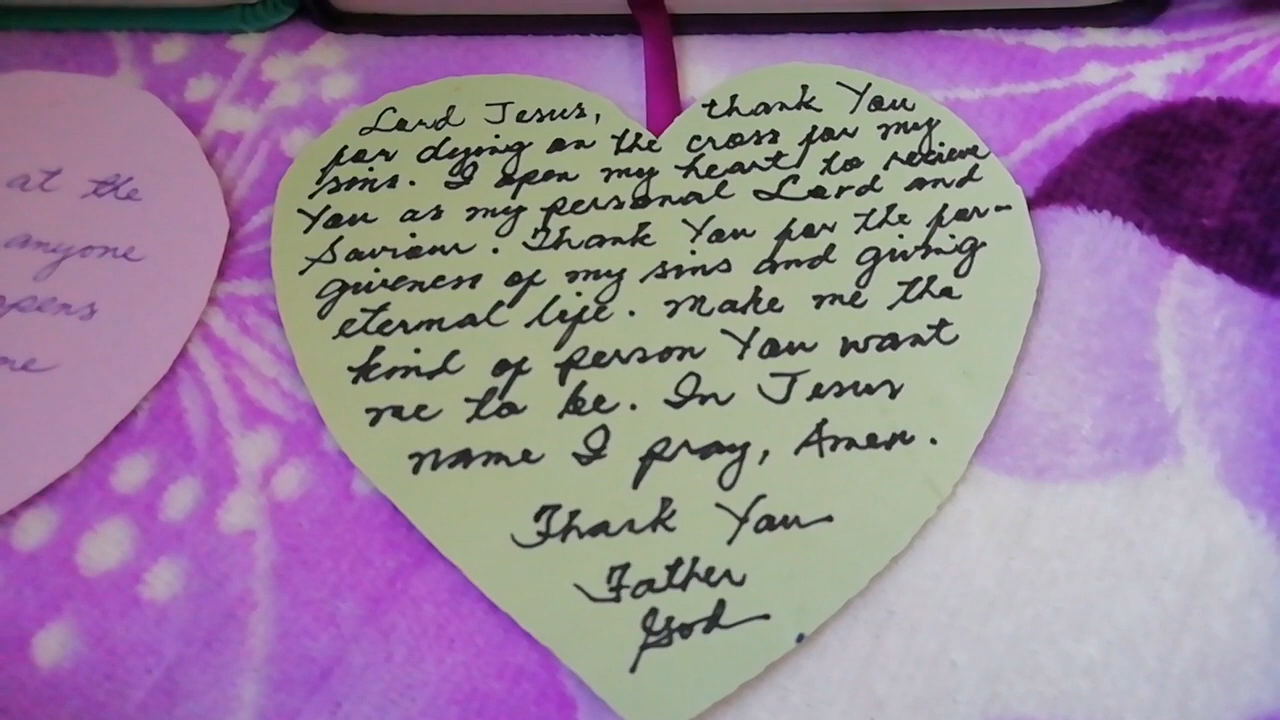 at the
anyone
opens
me
Lord Jesus, thank You
for dying on the cross for my
sins. I open my heart to recieve
You as my personal Lord and
Saviour. Thank You for the for-
giveness of my sins and giving
eternal life. Make me the
kind of person You want
me to be. In Jesus
name I pray, Amen.
Thank You
Father
God